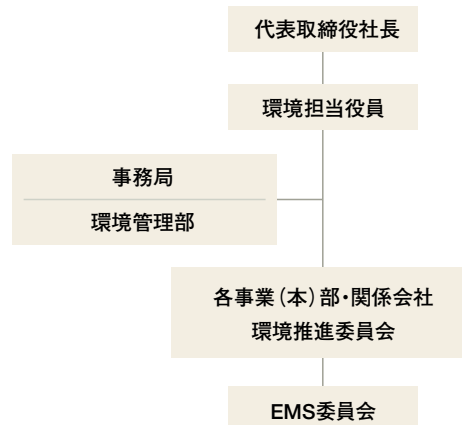 代表取締役社長
環境担当役員
事務局
環境管理部
各事業（本）部・関係会社
環境推進委員会
EMS委員会